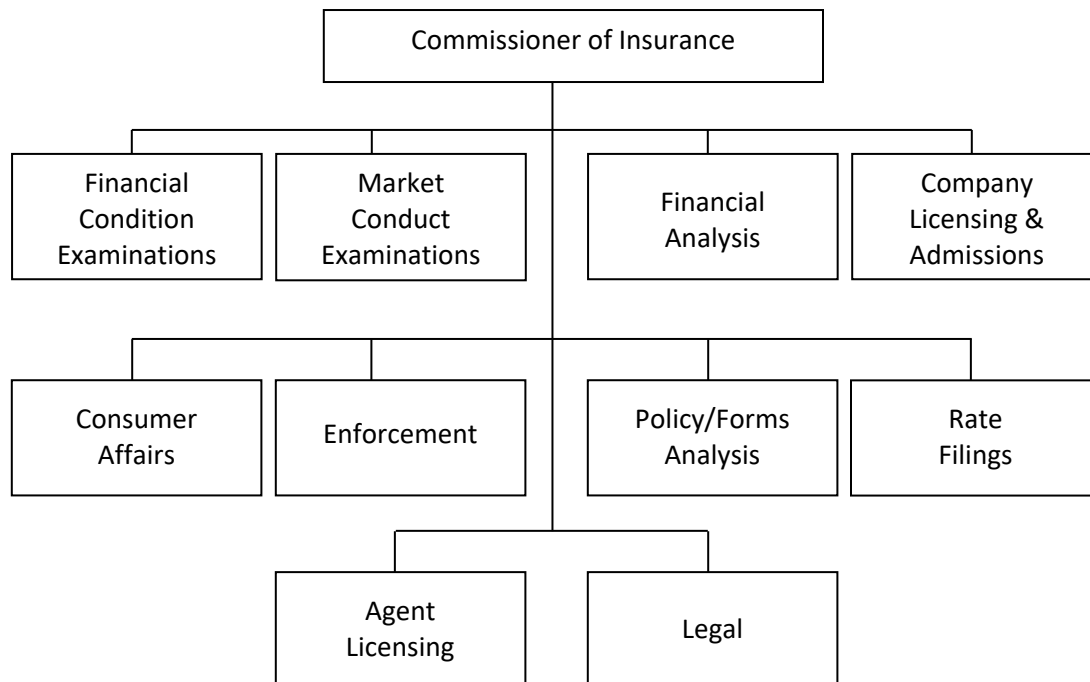 Commissioner of Insurance
Financial
Condition
Examinations
Market
Conduct
Examinations
Financial
Analysis
Company
Licensing &
Admissions
Consumer
Affairs
Enforcement
Policy/Forms
Analysis
Rate
Filings
Agent
Licensing
Legal